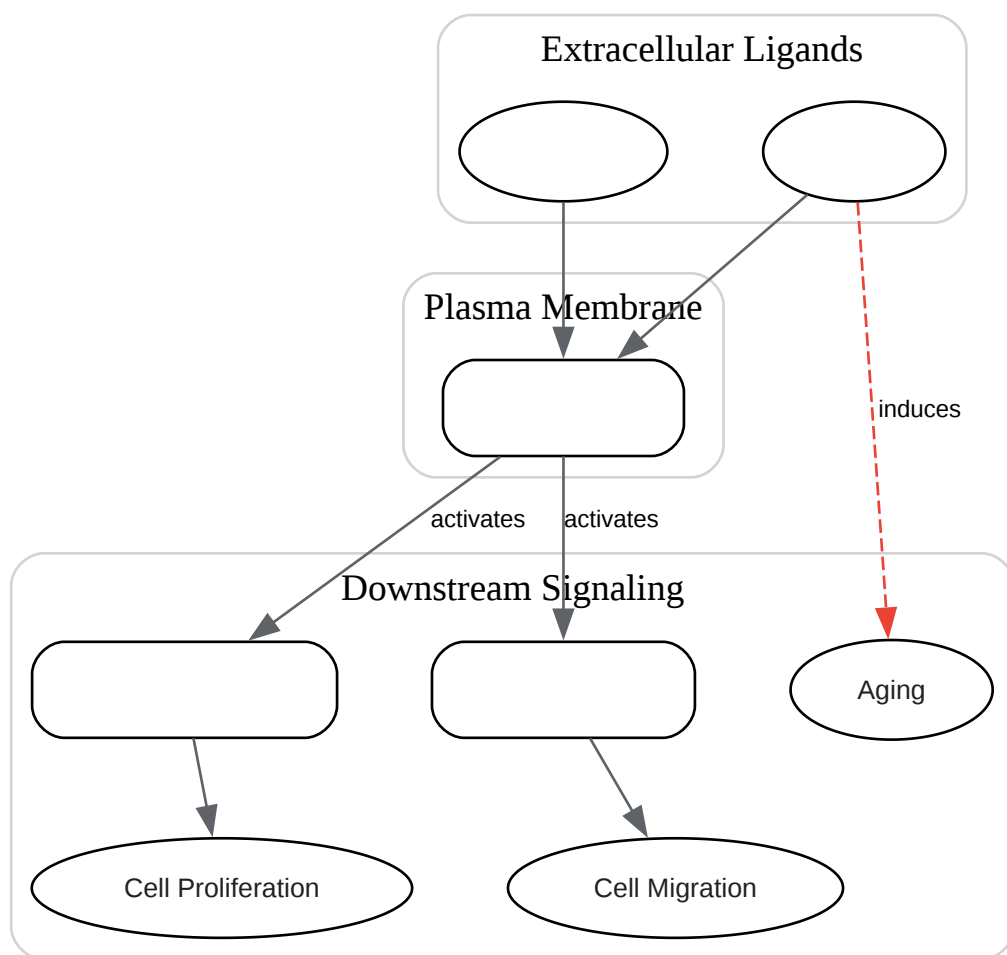 Extracellular Ligands
Plasma Membrane
induces
activates
activates
Downstream Signaling
Aging
Cell Proliferation
Cell Migration